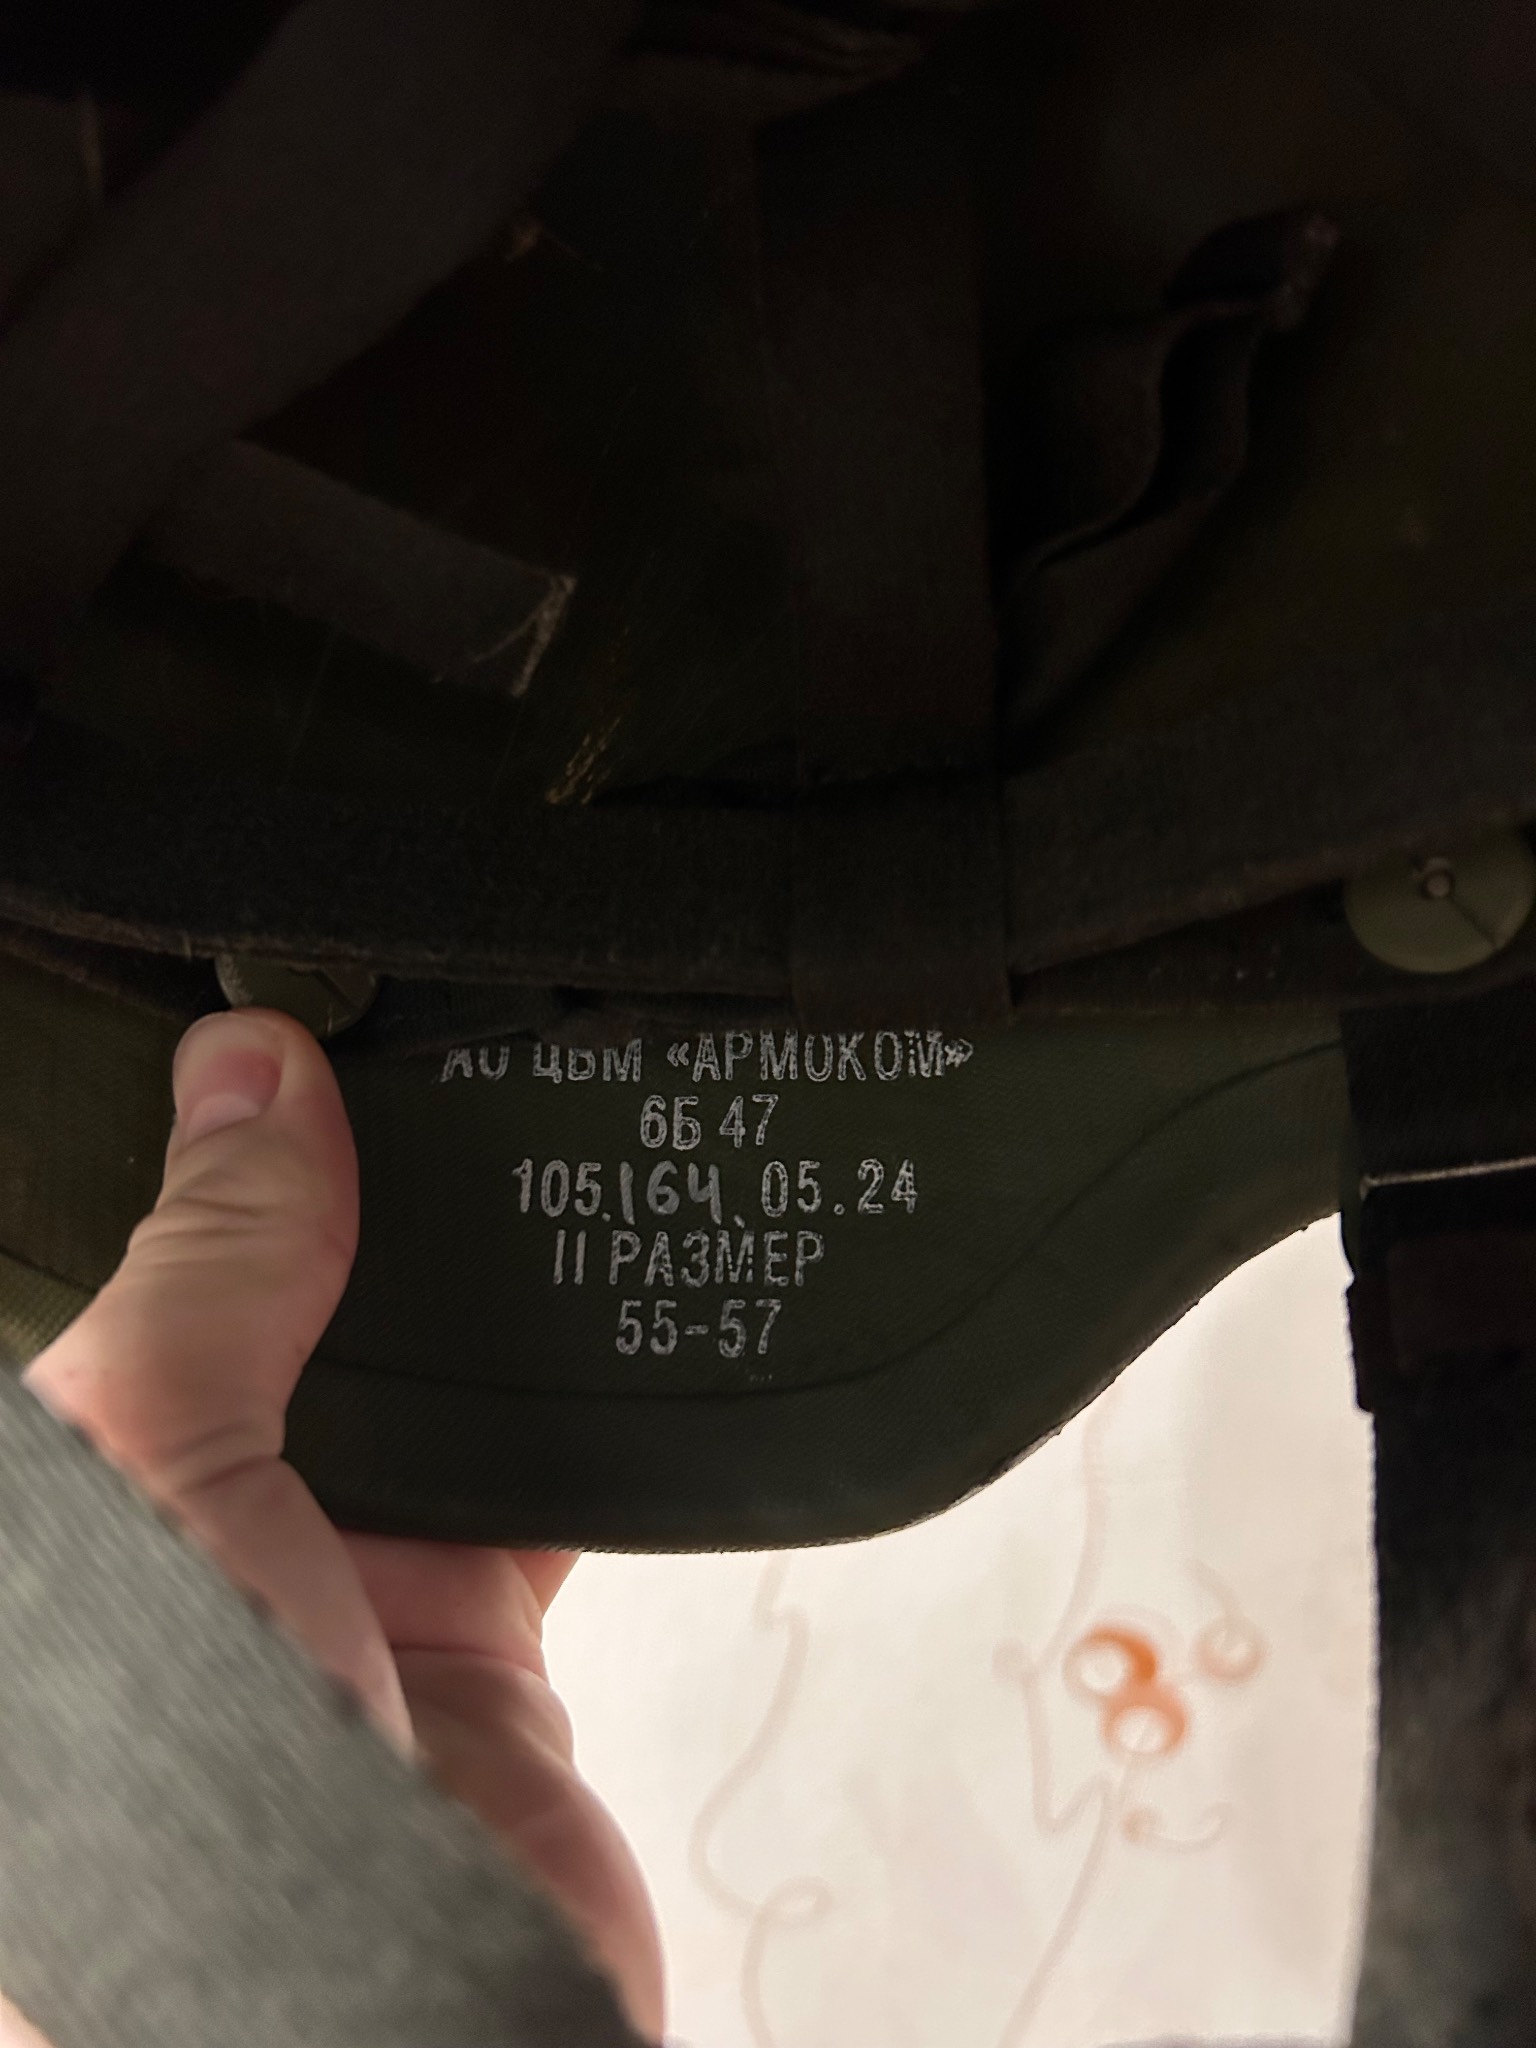 АО ЦВМ «АРМОКОМ»
6Б47
105.164.05.24
II РАЗМЕР
55-57